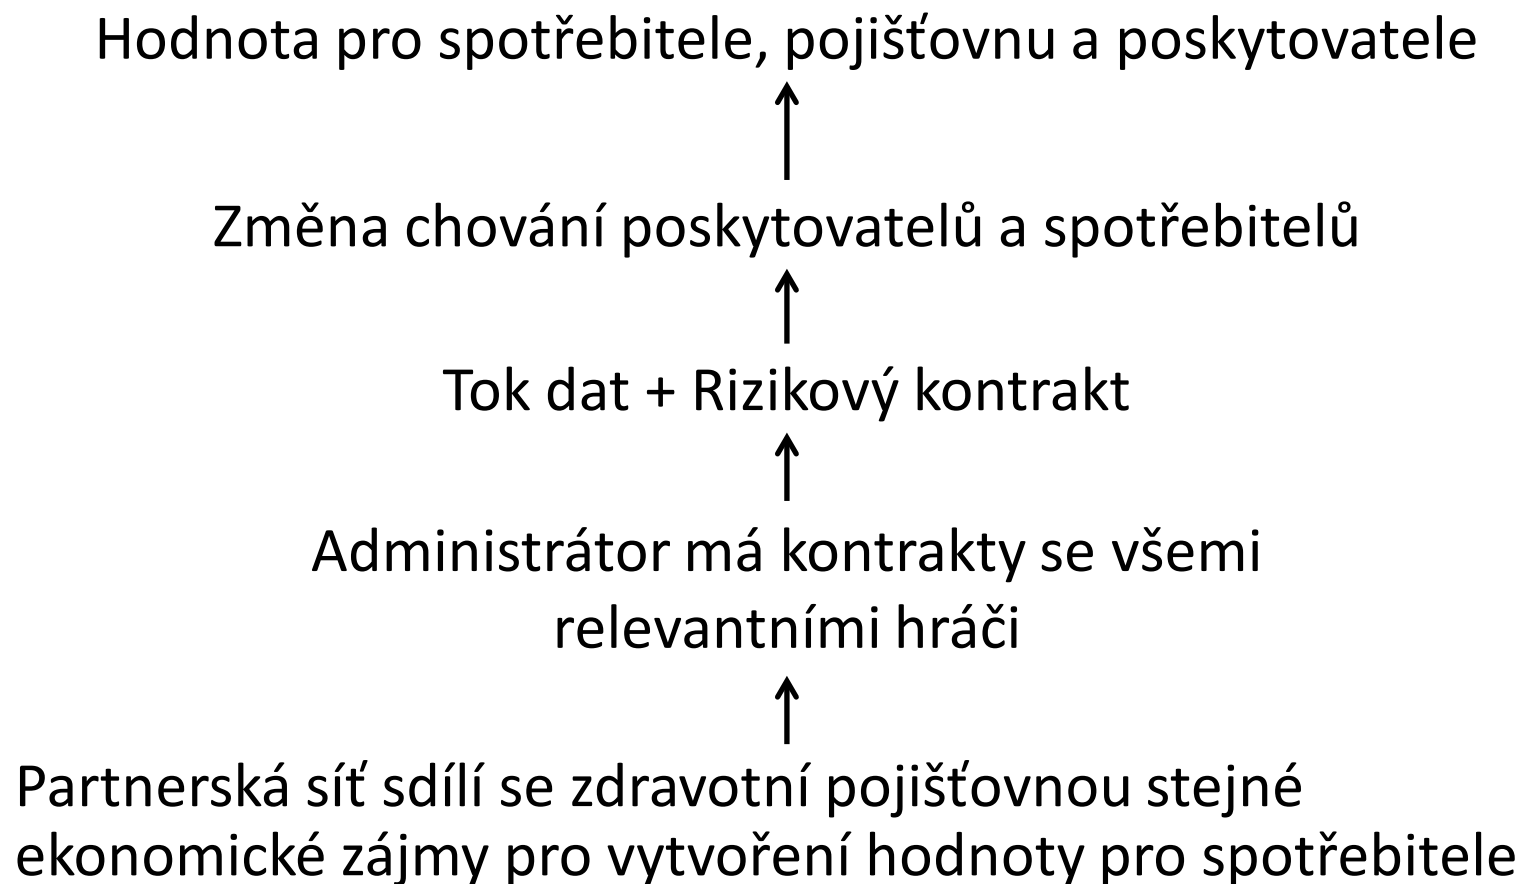 Hodnota pro spotřebitele, pojišťovnu a poskytovatele
Změna chování poskytovatelů a spotřebitelů
Tok dat + Rizikový kontrakt
Administrátor má kontrakty se všemi
relevantními hráči
Partnerská síť sdílí se zdravotní pojišťovnou stejné
ekonomické zájmy pro vytvoření hodnoty pro spotřebitele